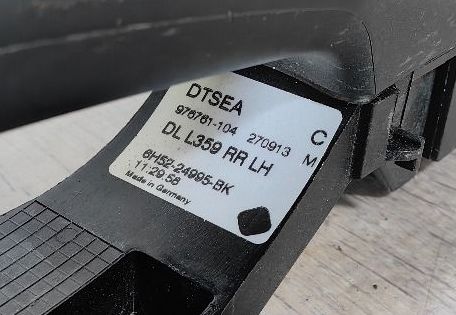 DTSEA
976761-104 270913 C
DL L359 RR LH M
6H52-24995-BK
11:29:58
Made in Germany